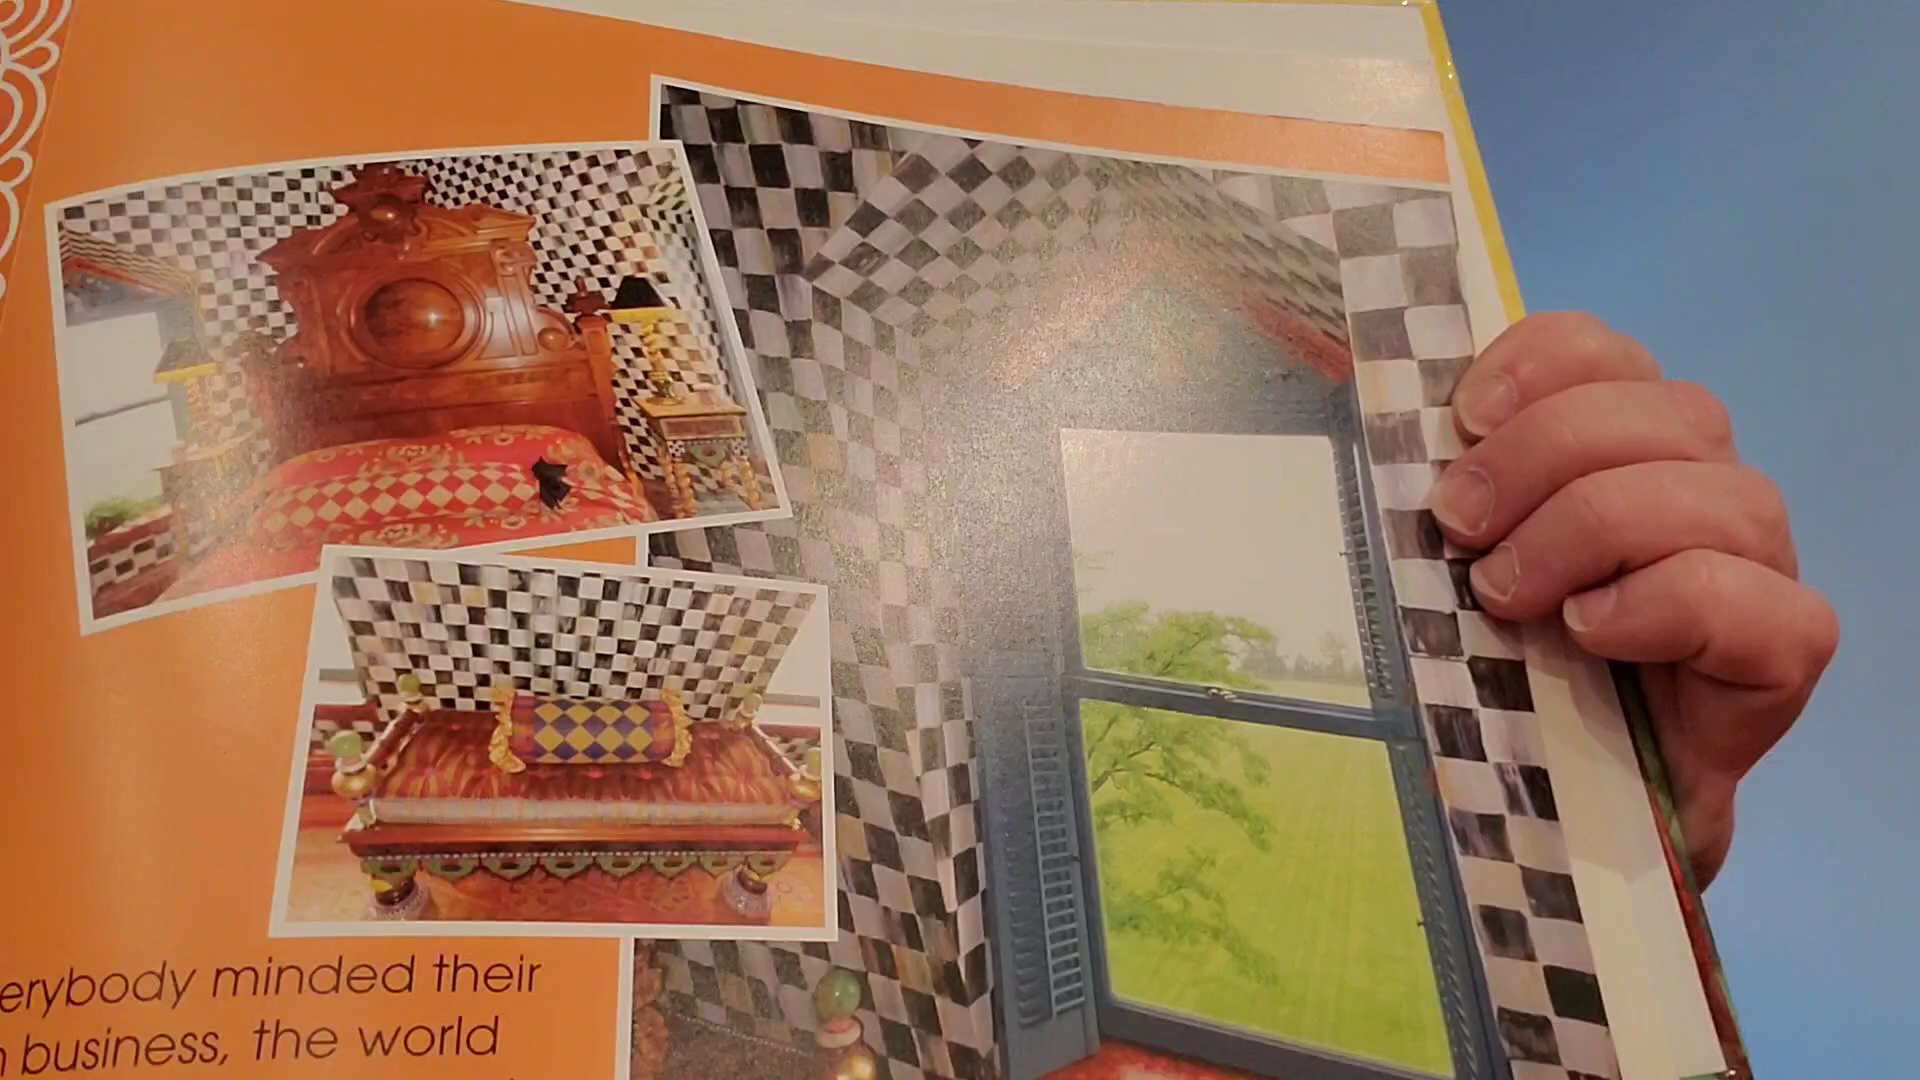 erybody minded their
business, the world